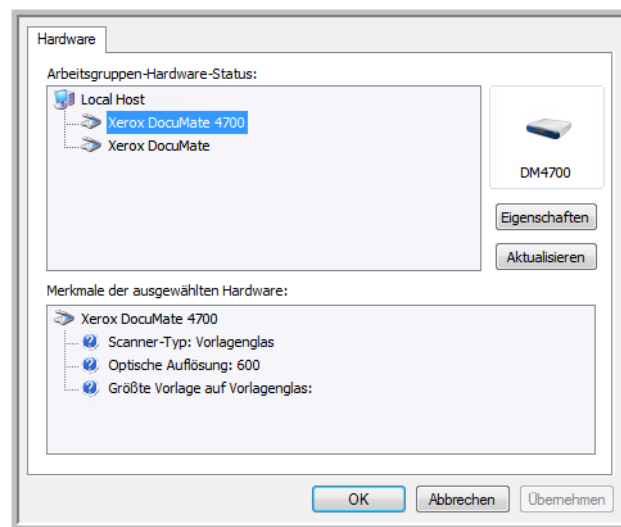 Hardware
Arbeitsgruppen-Hardware-Status:
Local Host
Xerox DocuMate 4700
Xerox DocuMate
DM4700
Eigenschaften
Aktualisieren
Merkmale der ausgewählten Hardware:
Xerox DocuMate 4700
Scanner-Typ: Vorlagenglas
Optische Auflösung: 600
Größte Vorlage auf Vorlagenglas:
OK Abbrechen Übernehmen